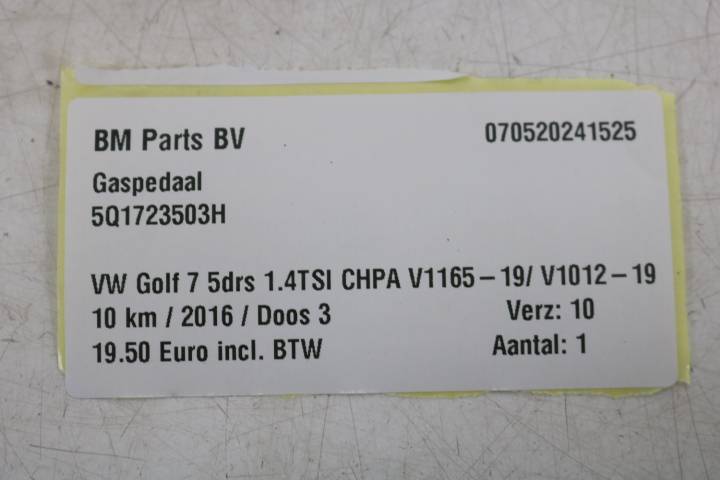 BM Parts BV 070520241525
Gaspedaal
5Q1723503H
VW Golf 7 5drs 1.4TSI CHPA V1165-19/ V1012-19
10 km / 2016 / Doos 3 Verz: 10
19.50 Euro incl. BTW Aantal: 1